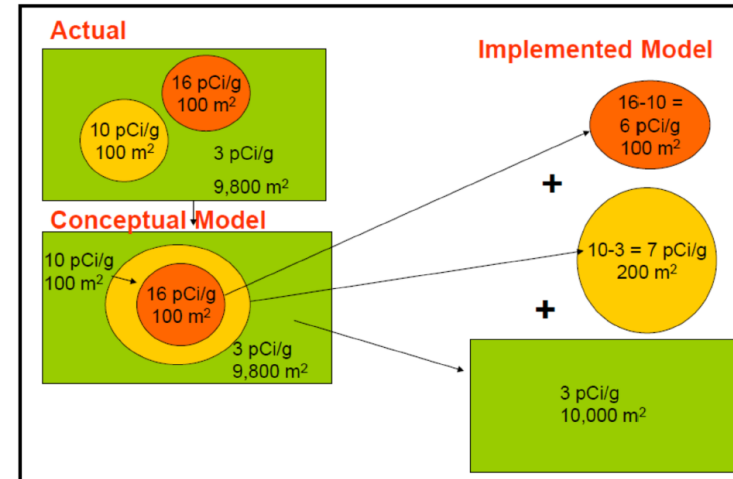 Actual
16 pCi/g
100 m²
10 pCi/g
100 m²
3 pCi/g
9,800 m²
Conceptual Model
10 pCi/g
100 m²
16 pCi/g
100 m²
3 pCi/g
9,800 m²
Implemented Model
16-10 =
6 pCi/g
100 m²
+
10-3 = 7 pCi/g
200 m²
+
3 pCi/g
10,000 m²